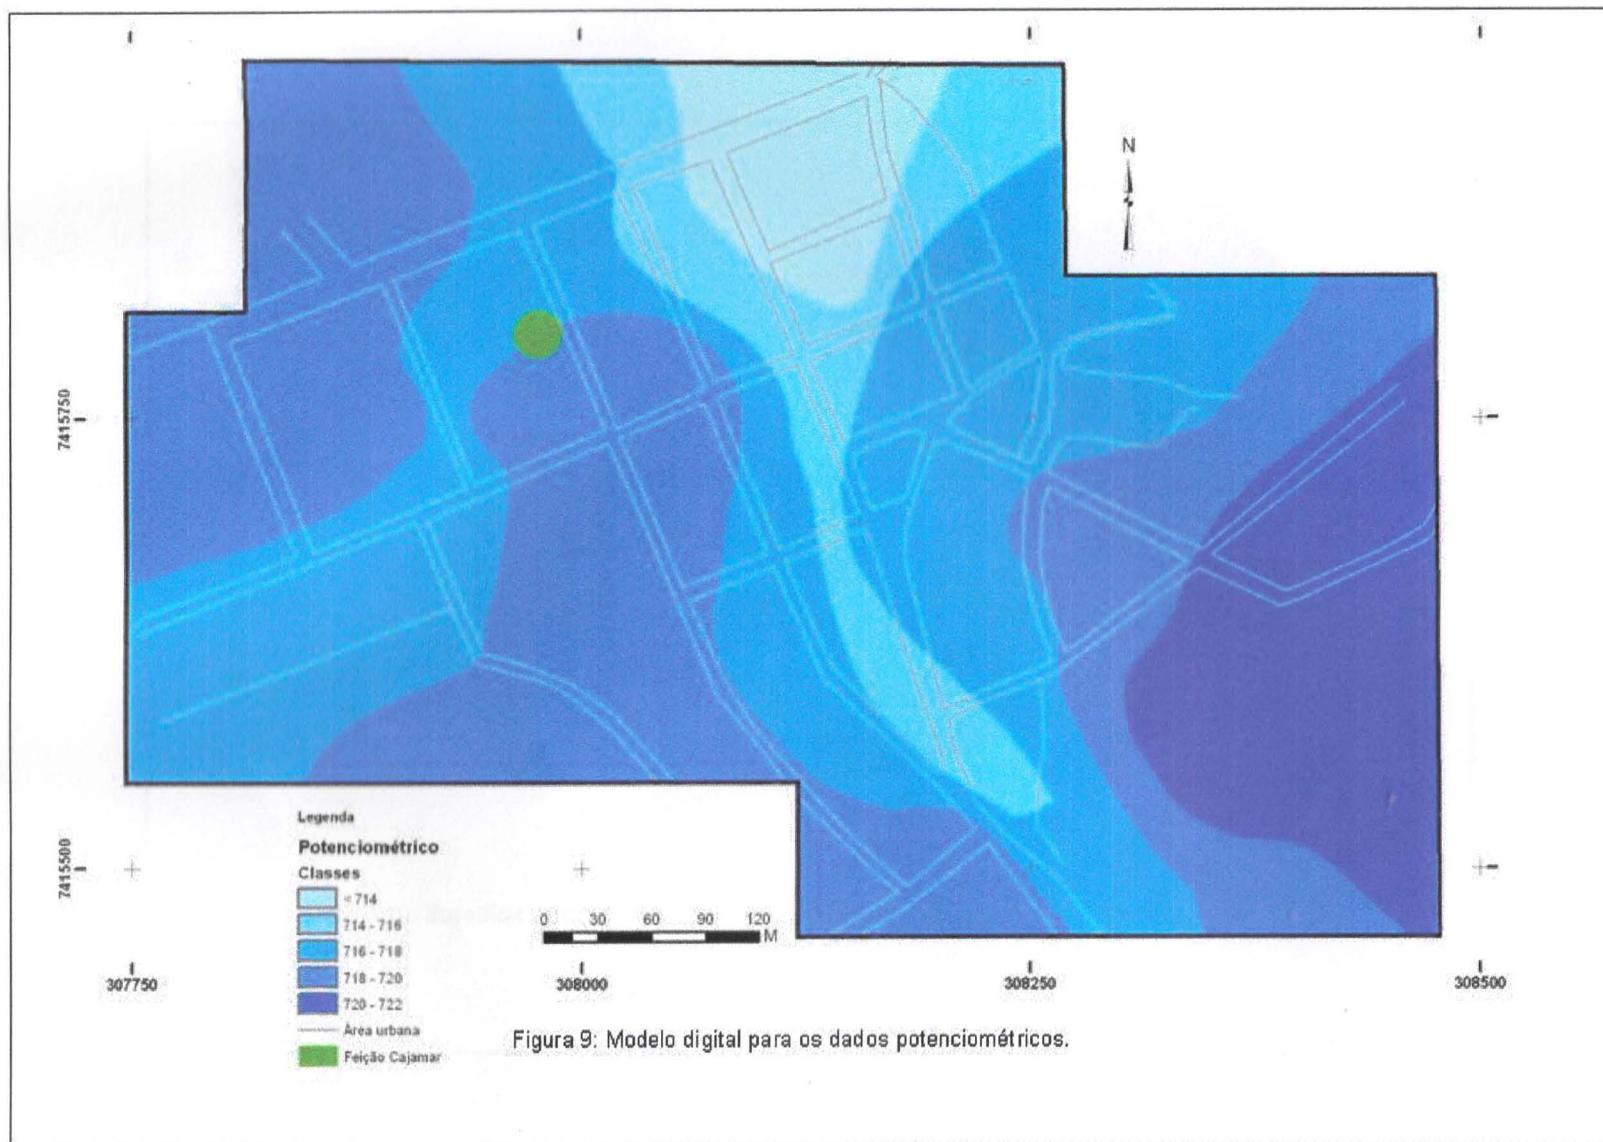 N
7415750
7415500
Legenda
Potenciométrico
Classes
< 714
714 - 716
716 - 718
718 - 720
720 - 722
Área urbana
Feição Cajamar
0 30 60 90 120
M
307750 308000 308250 308500
Figura 9: Modelo digital para os dados potenciométricos.